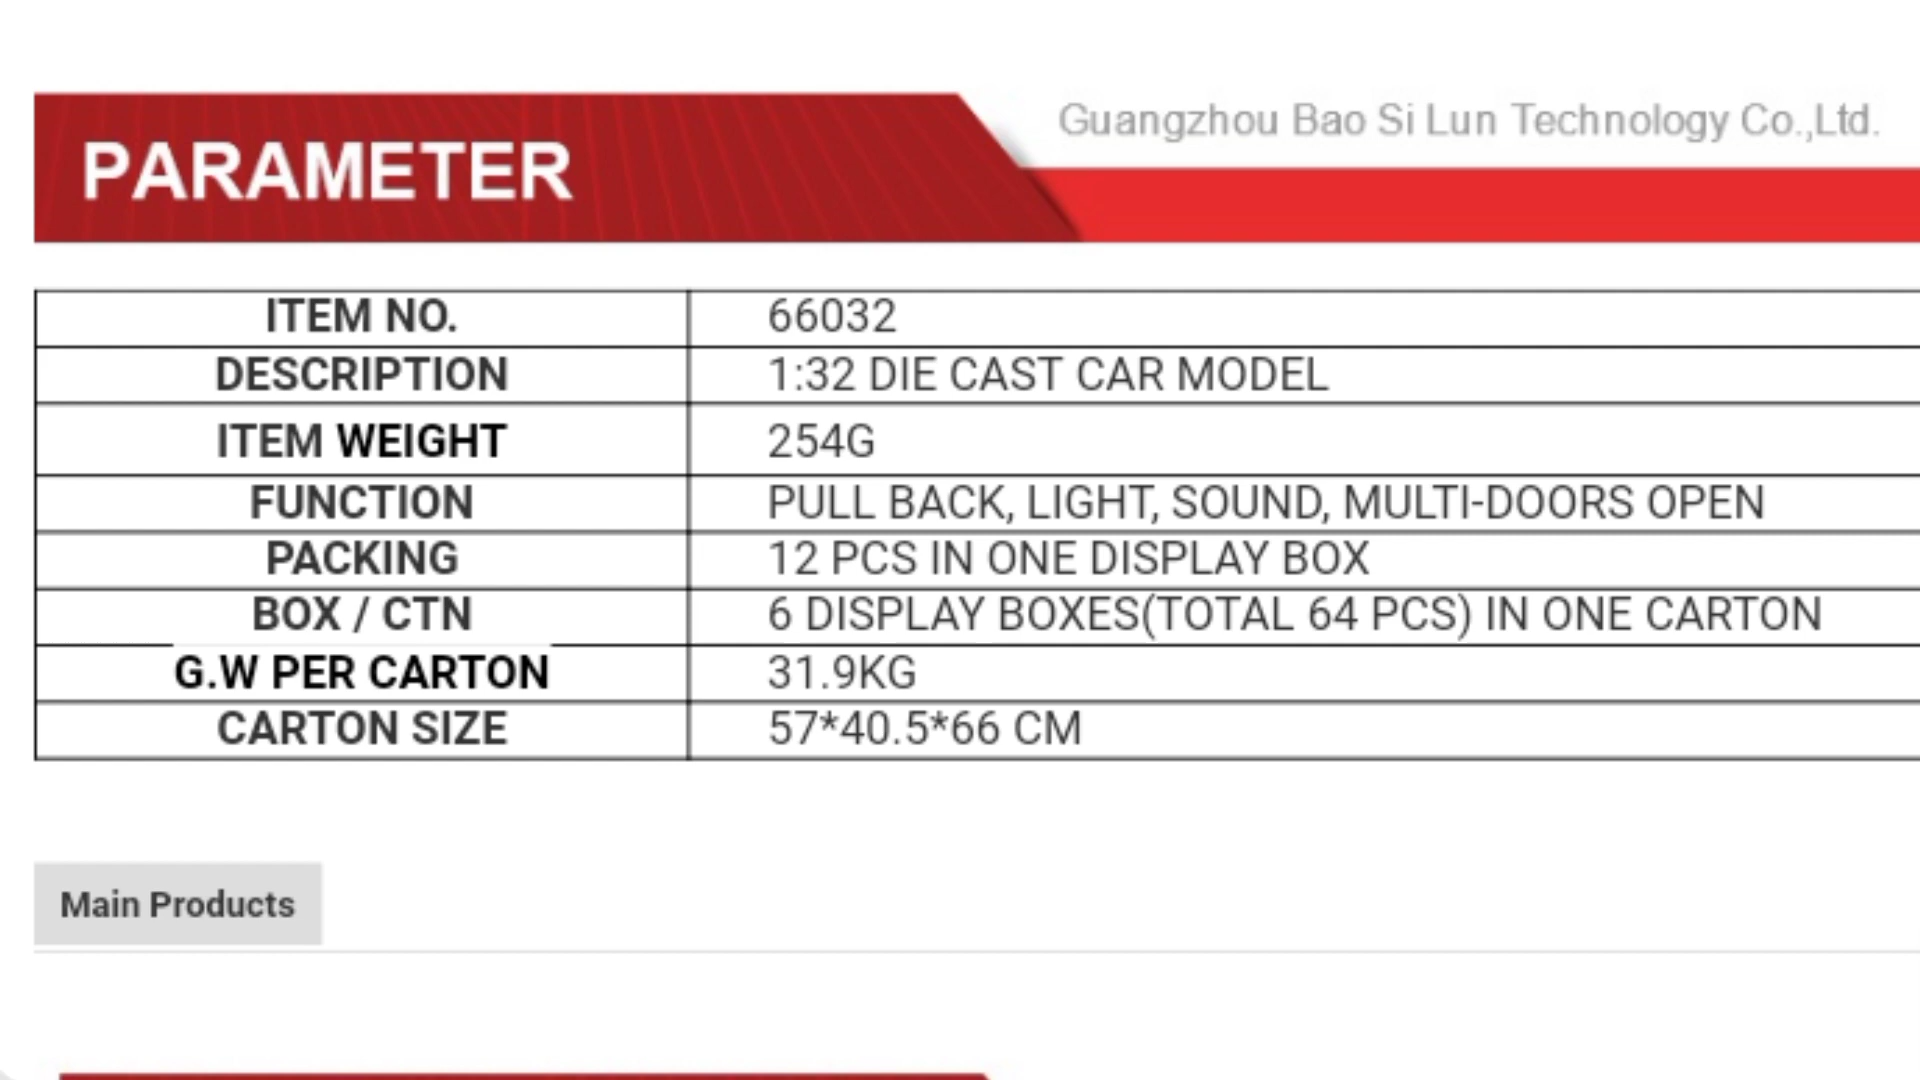 Guangzhou Bao Si Lun Technology Co.,Ltd.
PARAMETER
ITEM NO. 66032
DESCRIPTION 1:32 DIE CAST CAR MODEL
ITEM WEIGHT 254G
FUNCTION PULL BACK, LIGHT, SOUND, MULTI-DOORS OPEN
PACKING 12 PCS IN ONE DISPLAY BOX
BOX / CTN 6 DISPLAY BOXES(TOTAL 64 PCS) IN ONE CARTON
G.W PER CARTON 31.9KG
CARTON SIZE 57*40.5*66 CM
Main Products